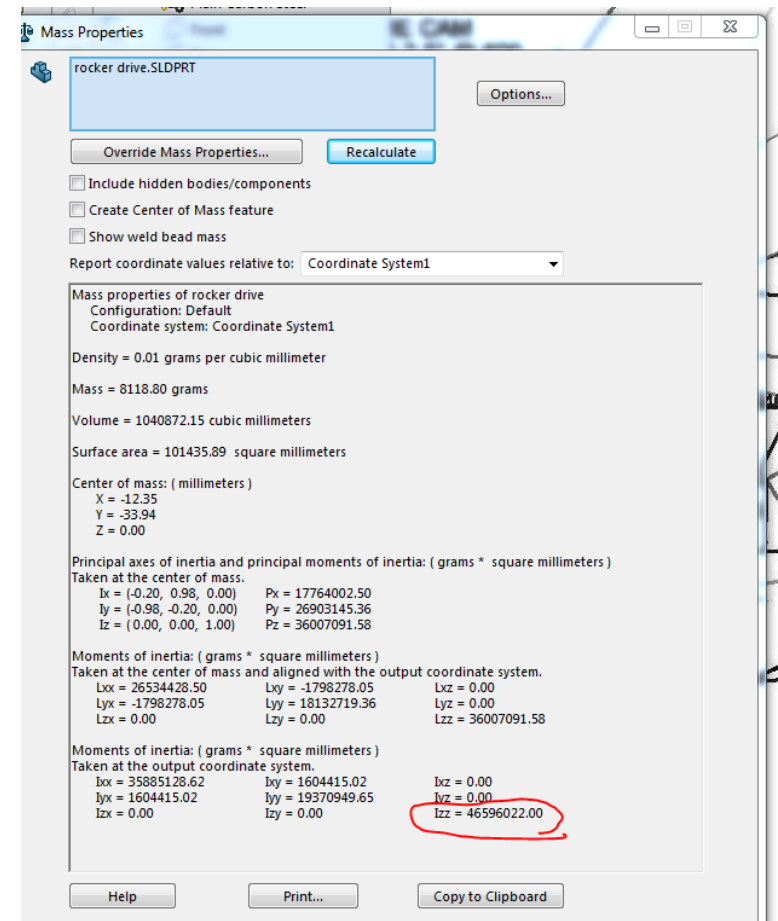 Mass Properties
rocker drive.SLDPRT
Options...
Override Mass Properties... Recalculate
Include hidden bodies/components
Create Center of Mass feature
Show weld bead mass
Report coordinate values relative to: Coordinate System1
Mass properties of rocker drive
Configuration: Default
Coordinate system: Coordinate System1
Density = 0.01 grams per cubic millimeter
Mass = 8118.80 grams
Volume = 1040872.15 cubic millimeters
Surface area = 101435.89 square millimeters
Center of mass: ( millimeters )
X = -12.35
Y = -33.94
Z = 0.00
Principal axes of inertia and principal moments of inertia: ( grams * square millimeters )
Taken at the center of mass.
Ix = (-0.20, 0.98, 0.00) Px = 17764002.50
Iy = (-0.98, -0.20, 0.00) Py = 26903145.36
Iz = ( 0.00, 0.00, 1.00) Pz = 36007091.58
Moments of inertia: ( grams * square millimeters )
Taken at the center of mass and aligned with the output coordinate system.
Lxx = 26534428.50 Lxy = -1798278.05 Lxz = 0.00
Lyx = -1798278.05 Lyy = 18132719.36 Lyz = 0.00
Lzx = 0.00 Lzy = 0.00 Lzz = 36007091.58
Moments of inertia: ( grams * square millimeters )
Taken at the output coordinate system.
Ixx = 35885128.62 Ixy = 1604415.02 Ixz = 0.00
Iyx = 1604415.02 Iyy = 19370949.65 Iyz = 0.00
Izx = 0.00 Izy = 0.00 Izz = 46596022.00
Help Print... Copy to Clipboard